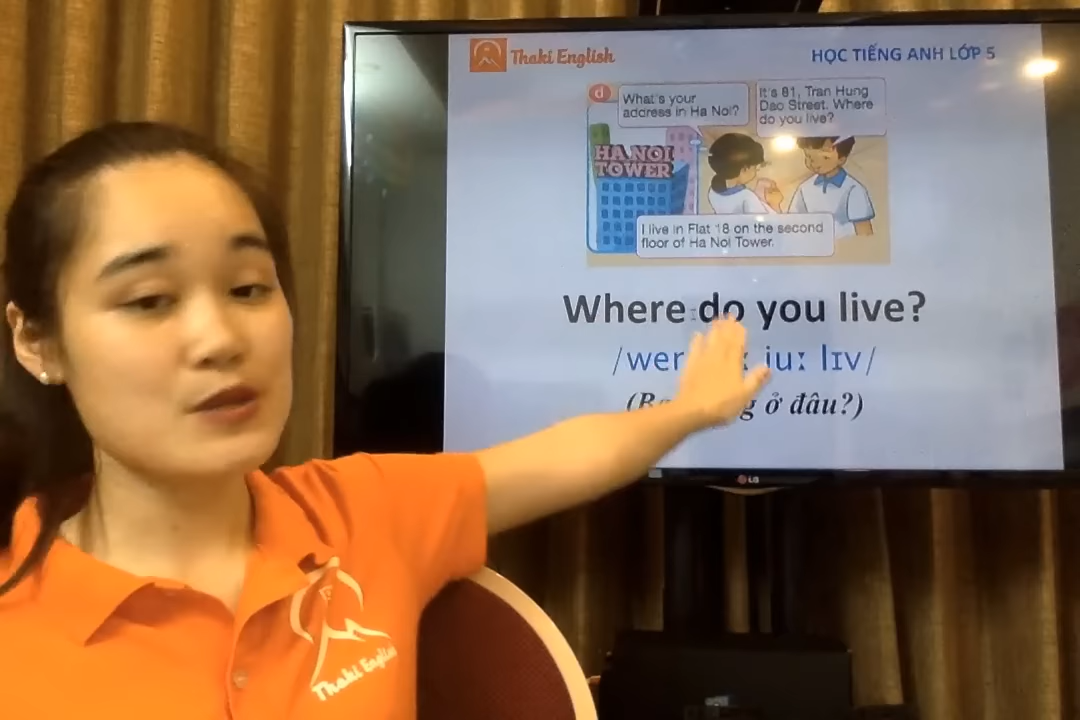 Thaki English
HỌC TIẾNG ANH LỚP 5
d
What's your
address in Ha Noi?
It's 81, Tran Hung
Dao Street. Where
do you live?
HA NOI
TOWER
I live in Flat 18 on the second
floor of Ha Noi Tower.
Where do you live?
/wer iuː lɪv/
ở đâu?)
LG
Thaki English